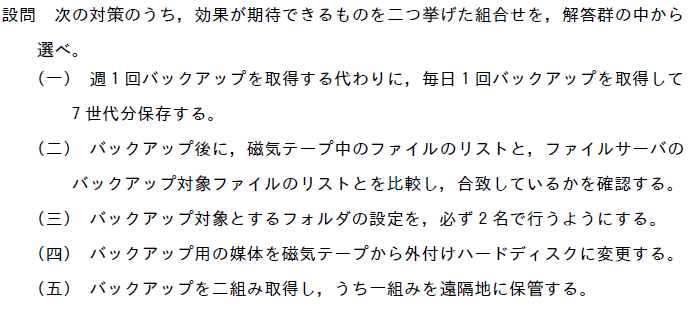 設問　次の対策のうち，効果が期待できるものを二つ挙げた組合せを，解答群の中から
選べ。
（一）　週1回バックアップを取得する代わりに，毎日1回バックアップを取得して
7世代分保存する。
（二）　バックアップ後に，磁気テープ中のファイルのリストと，ファイルサーバの
バックアップ対象ファイルのリストとを比較し，合致しているかを確認する。
（三）　バックアップ対象とするフォルダの設定を，必ず2名で行うようにする。
（四）　バックアップ用の媒体を磁気テープから外付けハードディスクに変更する。
（五）　バックアップを二組み取得し，うち一組みを遠隔地に保管する。